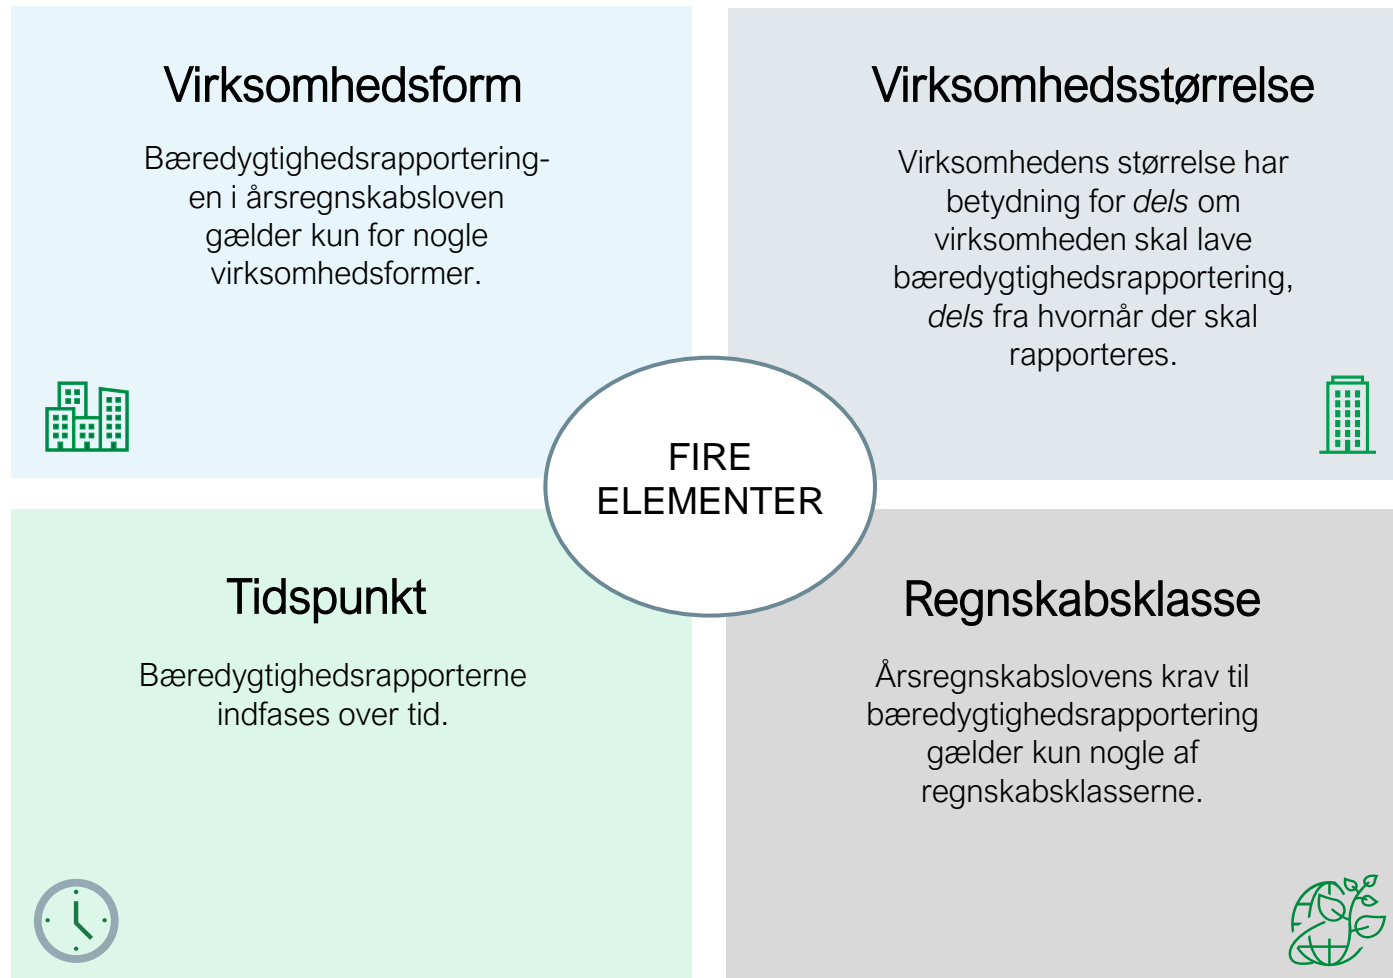 Virksomhedsform
Bæredygtighedsrapportering-
en i årsregnskabsloven
gælder kun for nogle
virksomhedsformer.
Virksomhedsstørrelse
Virksomhedens størrelse har
betydning for dels om
virksomheden skal lave
bæredygtighedsrapportering,
dels fra hvornår der skal
rapporteres.
FIRE
ELEMENTER
Tidspunkt
Bæredygtighedsrapporterne
indfases over tid.
Regnskabsklasse
Årsregnskabslovens krav til
bæredygtighedsrapportering
gælder kun nogle af
regnskabsklasserne.